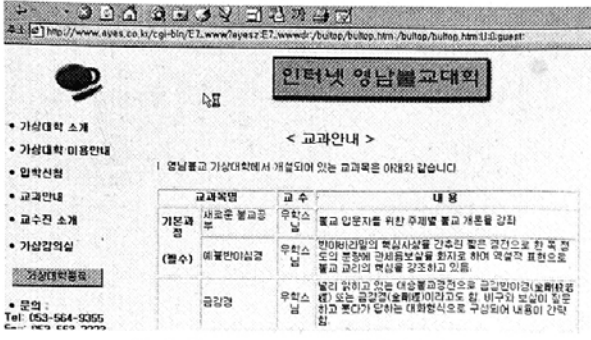 주소 http://www.ayes.co.kr/cgi-bin/EZ_www?ayesz:EZ_wwwdr:/bultop/bultop.htm:/bultop/bultop.htm:U:0:guest:
인터넷 영남불교대학
< 교과안내 >
영남불교 가상대학에서 개설되어 있는 교과목은 아래와 같습니다
• 가상대학 소개
• 가상대학 이용안내
• 입학신청
• 교과안내
• 교수진 소개
• 가상강의실
가상대학등록
• 문의 :
Tel: 053-564-9355
교과목명 교 수 내 용
기본과정
(필수)
새로운 불교공부 우학스님 불교 입문자를 위한 주제별 불교 개론을 강좌
예불반야심경 우학스님 반야바라밀의 핵심사상을 간추린 짧은 경전으로 한 쪽 정
도의 분량에 관세음보살을 화자로 하여 역설적 표현으로
불교 교리의 핵심을 강조하고 있음.
금강경 우학스님 널리 읽히고 있는 대승불교경전으로 금강반야경(金剛般若
經) 또는 금강경(金剛經)이라고도 함. 비구와 보살이 질문
하고 붓다가 답하는 대화형식으로 구성되어 내용이 간략
함.